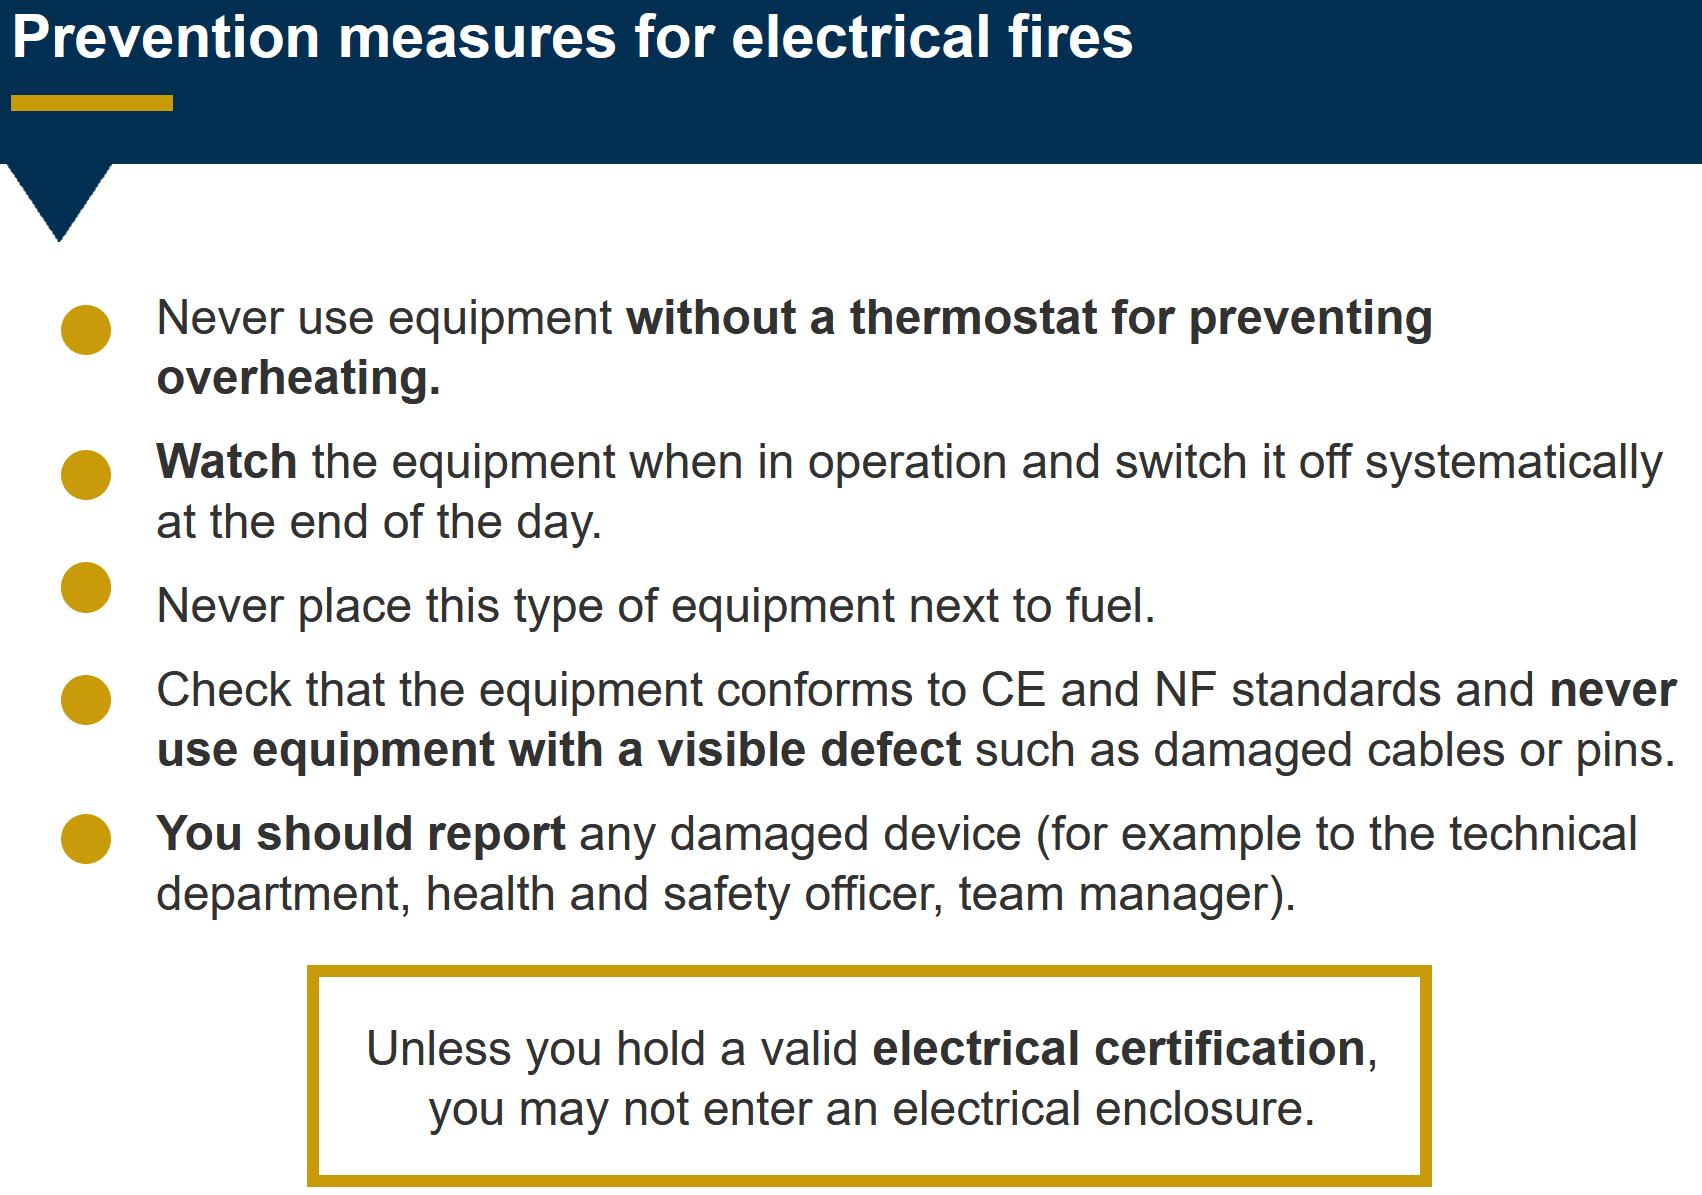 Prevention measures for electrical fires
Never use equipment without a thermostat for preventing
overheating.
Watch the equipment when in operation and switch it off systematically
at the end of the day.
Never place this type of equipment next to fuel.
Check that the equipment conforms to CE and NF standards and never
use equipment with a visible defect such as damaged cables or pins.
You should report any damaged device (for example to the technical
department, health and safety officer, team manager).
Unless you hold a valid electrical certification,
you may not enter an electrical enclosure.